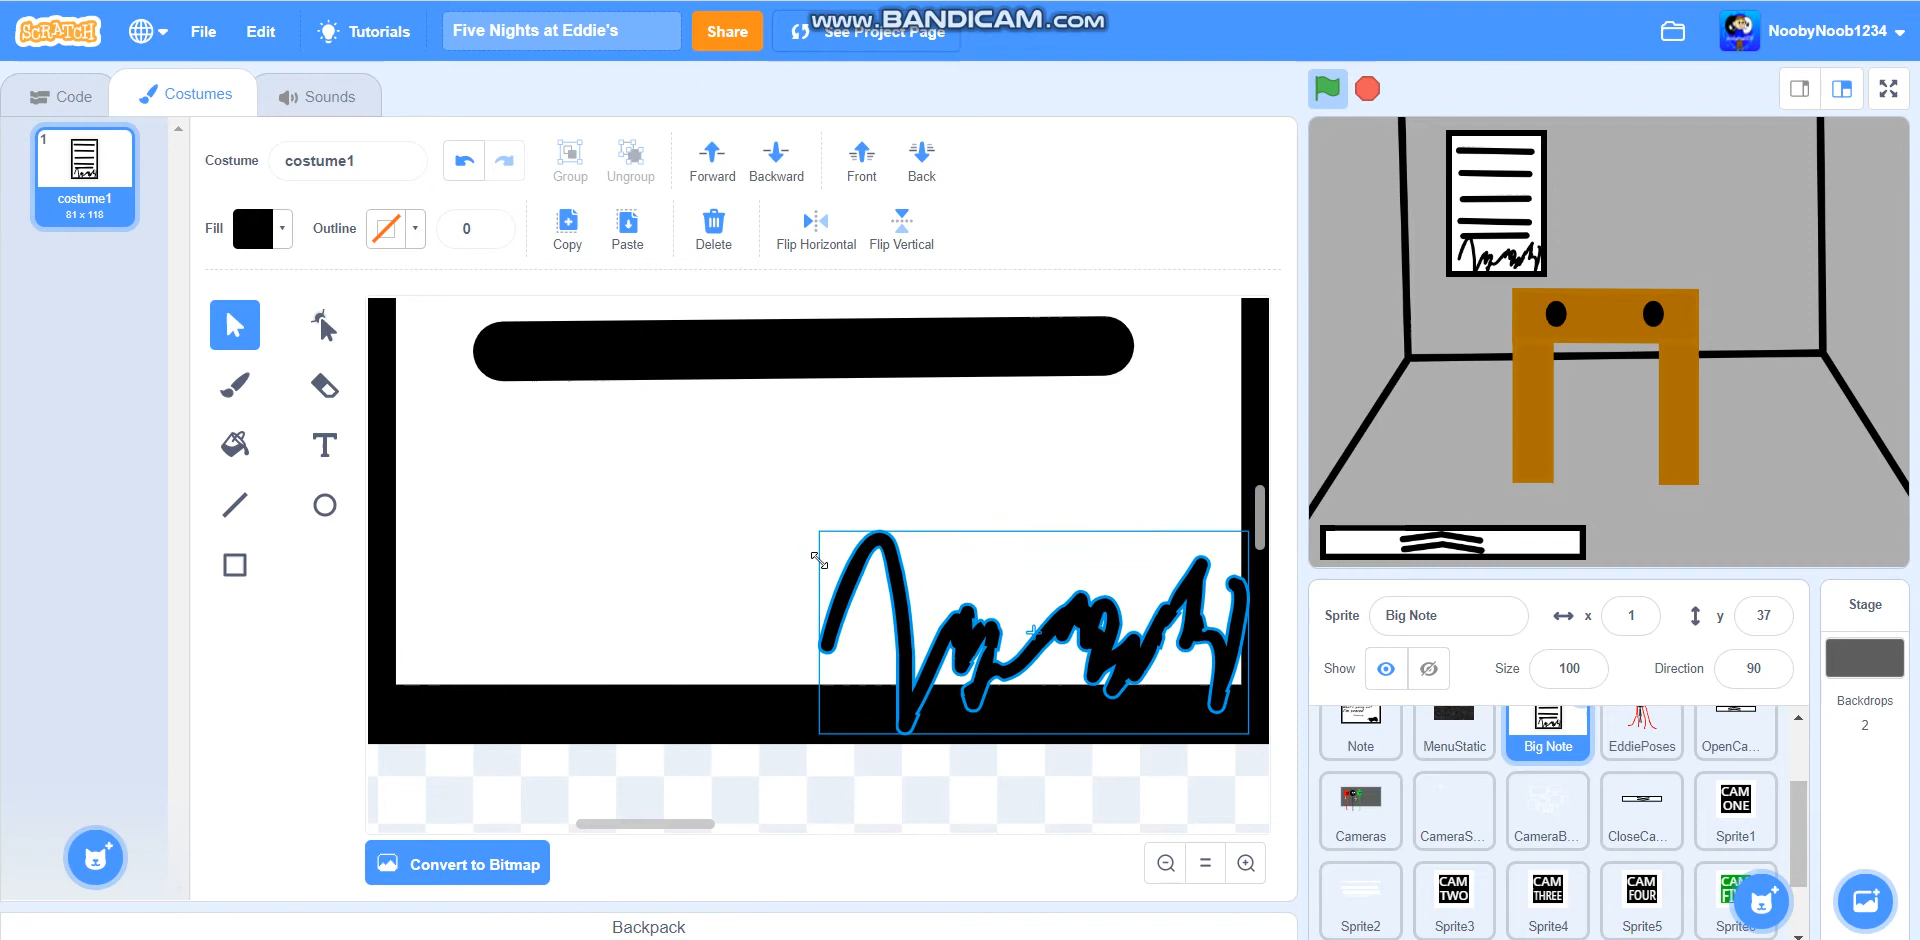 www.BANDICAM.com
SCRATCH
File
Edit
Tutorials
Five Nights at Eddie's
Share
See Project Page
NoobyNoob1234
Code
Costumes
Sounds
1
costume1
81 x 118
Costume
costume1
Group
Ungroup
Forward
Backward
Front
Back
Fill
Outline
0
Copy
Paste
Delete
Flip Horizontal
Flip Vertical
T
Convert to Bitmap
Backpack
Sprite
Big Note
x
1
y
37
Show
Size
100
Direction
90
Stage
Backdrops
2
Note
MenuStatic
Big Note
EddiePoses
OpenCa...
Cameras
CameraS...
CameraB...
CloseCa...
CAM
ONE
Sprite1
Sprite2
CAM
TWO
Sprite3
CAM
THREE
Sprite4
CAM
FOUR
Sprite5